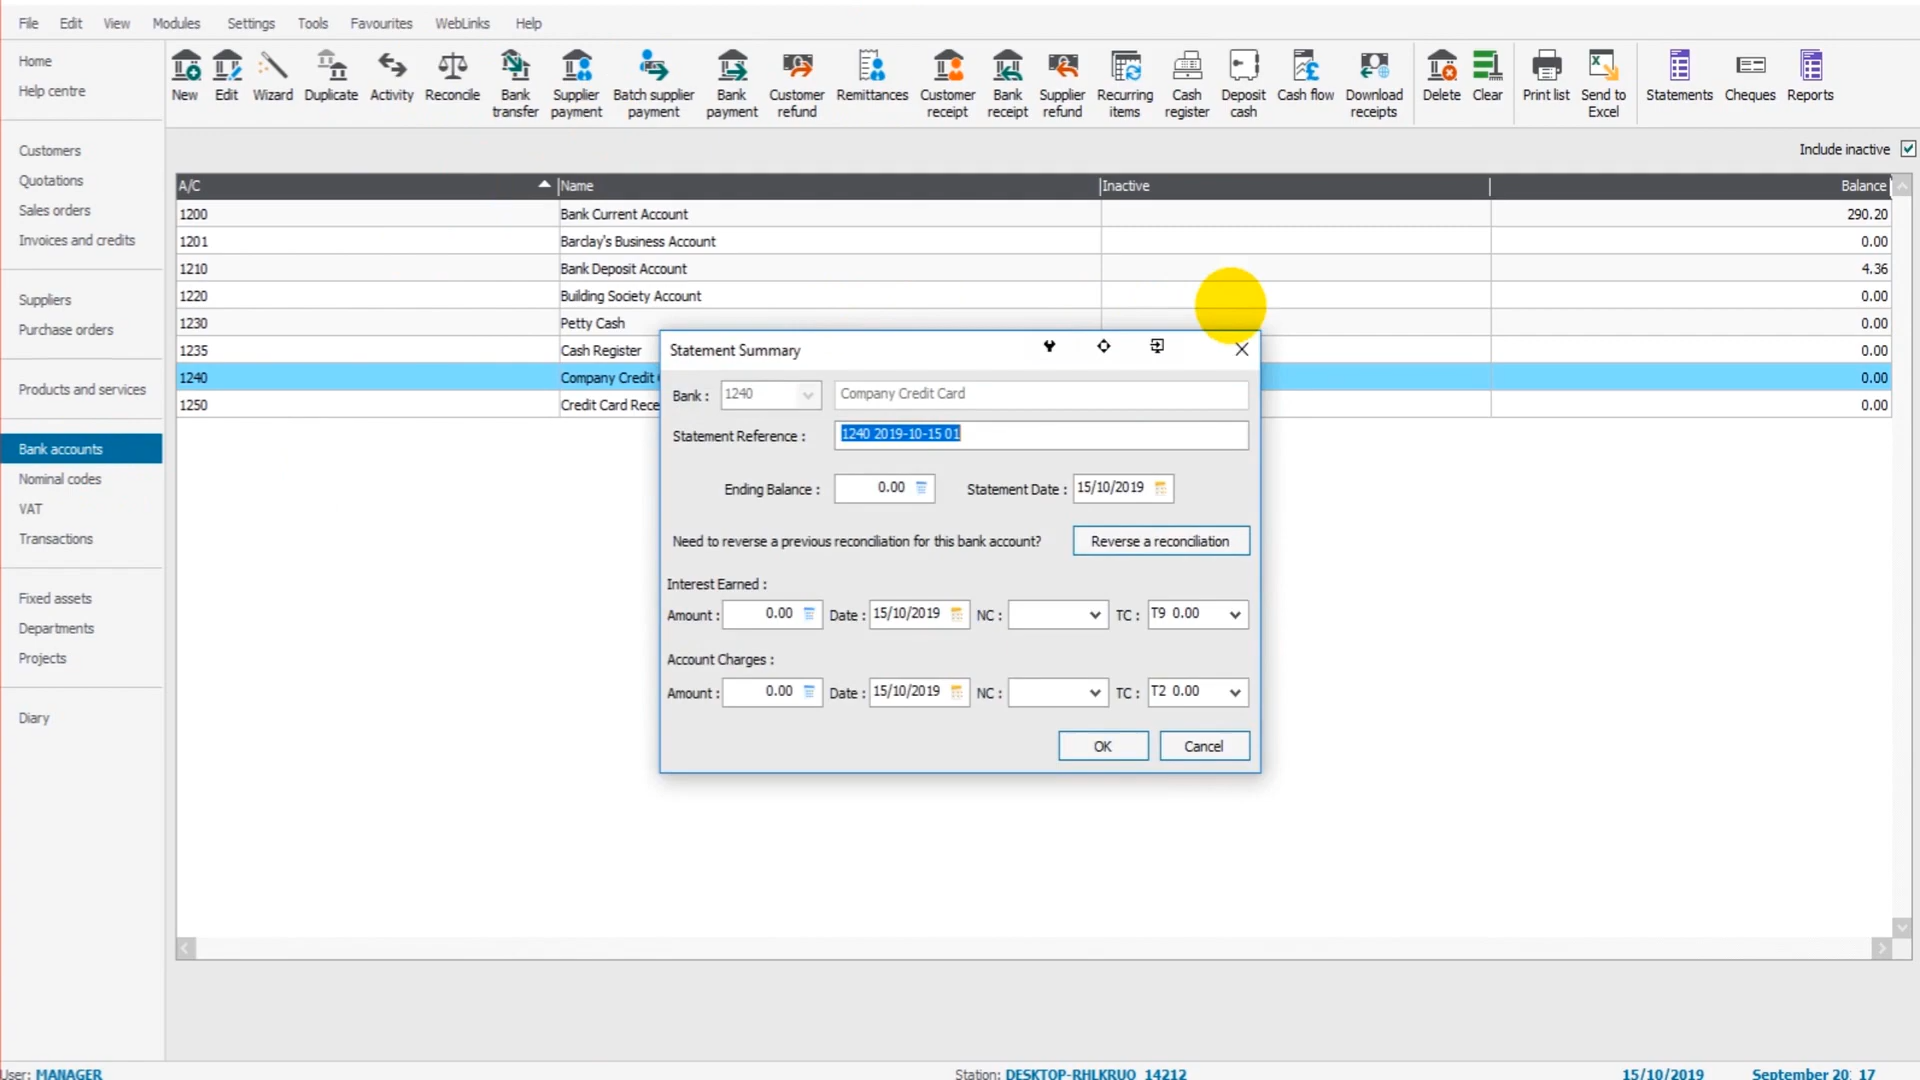 File Edit View Modules Settings Tools Favourites WebLinks Help
Home
Help centre
Customers
Quotations
Sales orders
Invoices and credits
Suppliers
Purchase orders
Products and services
Bank accounts
Nominal codes
VAT
Transactions
Fixed assets
Departments
Projects
Diary
New Edit Wizard Duplicate Activity Reconcile Bank transfer Supplier payment Batch supplier payment Bank payment Customer refund Remittances Customer receipt Bank receipt Supplier refund Recurring items Cash register Deposit cash Cash flow Download receipts Delete Clear Print list Send to Excel Statements Cheques Reports
Include inactive
A/C Name Inactive Balance
1200 Bank Current Account 290.20
1201 Barclay's Business Account 0.00
1210 Bank Deposit Account 4.36
1220 Building Society Account 0.00
1230 Petty Cash 0.00
1235 Cash Register 0.00
1240 Company Credit 0.00
1250 Credit Card Rece 0.00
Statement Summary
Bank : 1240 Company Credit Card
Statement Reference : 1240 2019-10-15 01
Ending Balance : 0.00 Statement Date : 15/10/2019
Need to reverse a previous reconciliation for this bank account? Reverse a reconciliation
Interest Earned :
Amount : 0.00 Date : 15/10/2019 NC : TC : T9 0.00
Account Charges :
Amount : 0.00 Date : 15/10/2019 NC : TC : T2 0.00
OK Cancel
User: MANAGER Station: DESKTOP-RHLKRUO_14212 15/10/2019 September 20 17